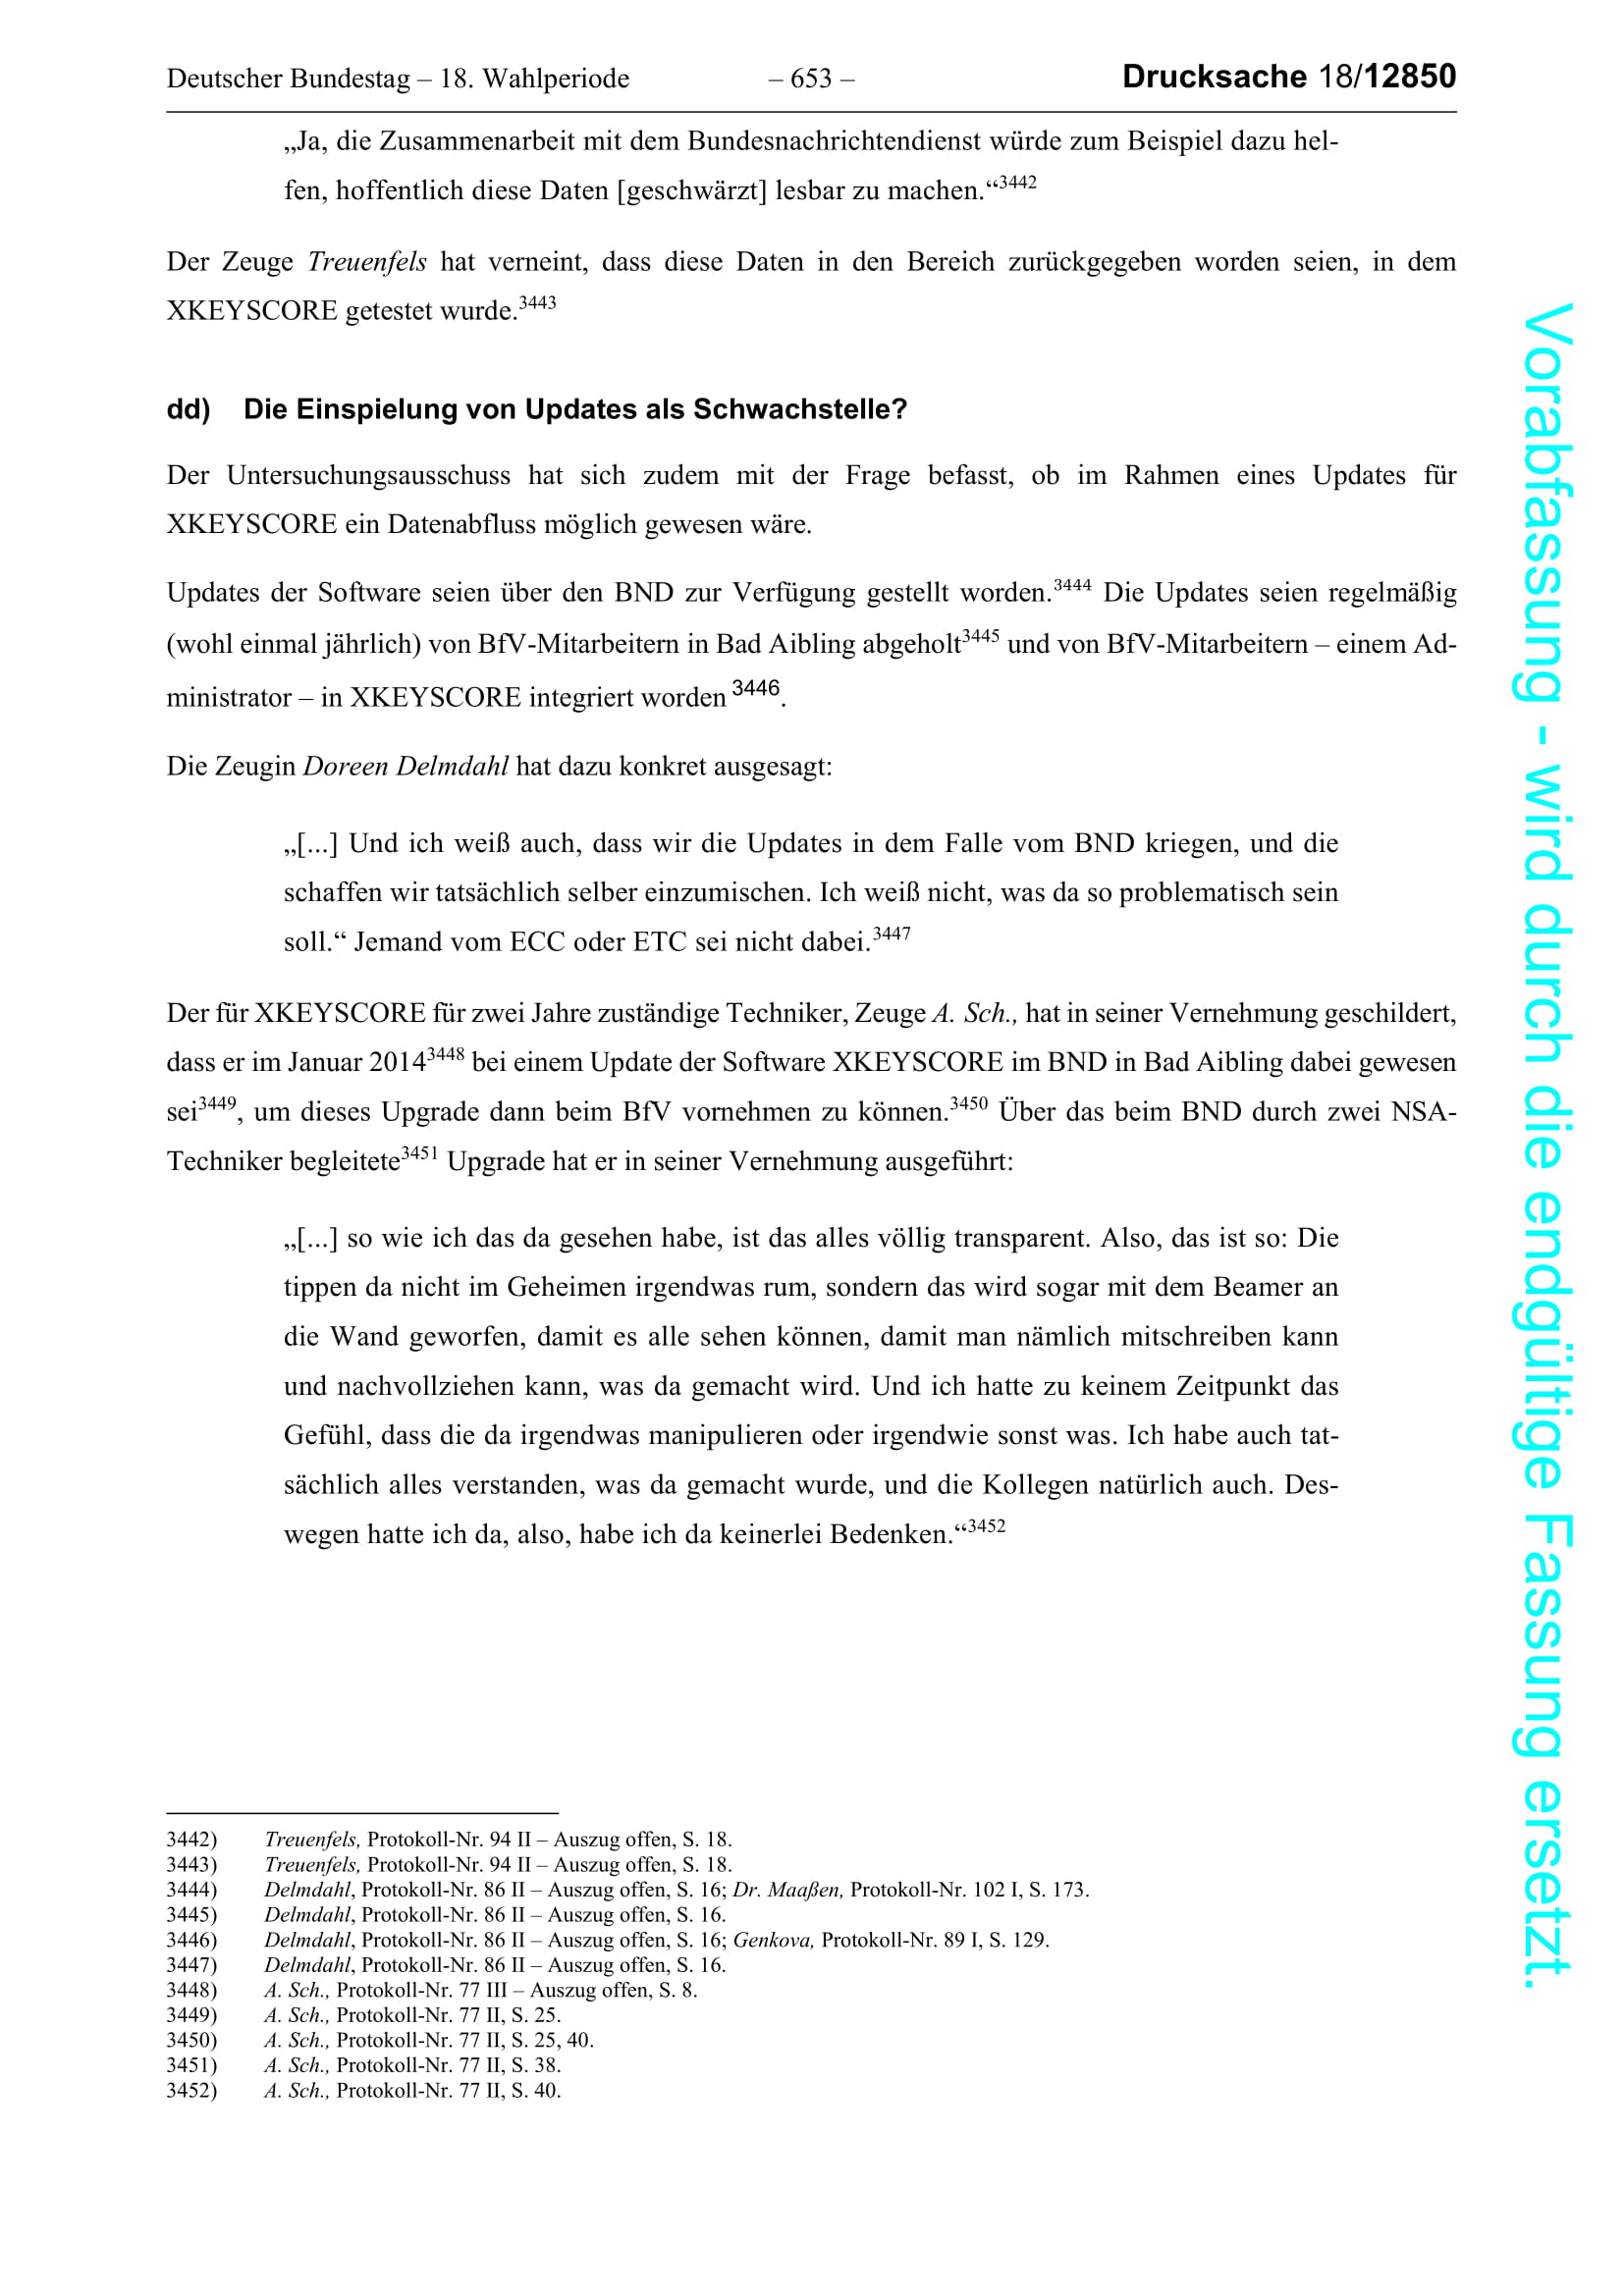 Deutscher Bundestag – 18. Wahlperiode – 653 – Drucksache 18/12850
„Ja, die Zusammenarbeit mit dem Bundesnachrichtendienst würde zum Beispiel dazu hel-
fen, hoffentlich diese Daten [geschwärzt] lesbar zu machen.“3442
Der Zeuge Treuenfels hat verneint, dass diese Daten in den Bereich zurückgegeben worden seien, in dem
XKEYSCORE getestet wurde.3443
dd) Die Einspielung von Updates als Schwachstelle?
Der Untersuchungsausschuss hat sich zudem mit der Frage befasst, ob im Rahmen eines Updates für
XKEYSCORE ein Datenabfluss möglich gewesen wäre.
Updates der Software seien über den BND zur Verfügung gestellt worden.3444 Die Updates seien regelmäßig
(wohl einmal jährlich) von BfV-Mitarbeitern in Bad Aibling abgeholt3445 und von BfV-Mitarbeitern – einem Ad-
ministrator – in XKEYSCORE integriert worden 3446.
Die Zeugin Doreen Delmdahl hat dazu konkret ausgesagt:
„[...] Und ich weiß auch, dass wir die Updates in dem Falle vom BND kriegen, und die
schaffen wir tatsächlich selber einzumischen. Ich weiß nicht, was da so problematisch sein
soll.“ Jemand vom ECC oder ETC sei nicht dabei.3447
Der für XKEYSCORE für zwei Jahre zuständige Techniker, Zeuge A. Sch., hat in seiner Vernehmung geschildert,
dass er im Januar 20143448 bei einem Update der Software XKEYSCORE im BND in Bad Aibling dabei gewesen
sei3449, um dieses Upgrade dann beim BfV vornehmen zu können.3450 Über das beim BND durch zwei NSA-
Techniker begleitete3451 Upgrade hat er in seiner Vernehmung ausgeführt:
„[...] so wie ich das da gesehen habe, ist das alles völlig transparent. Also, das ist so: Die
tippen da nicht im Geheimen irgendwas rum, sondern das wird sogar mit dem Beamer an
die Wand geworfen, damit es alle sehen können, damit man nämlich mitschreiben kann
und nachvollziehen kann, was da gemacht wird. Und ich hatte zu keinem Zeitpunkt das
Gefühl, dass die da irgendwas manipulieren oder irgendwie sonst was. Ich habe auch tat-
sächlich alles verstanden, was da gemacht wurde, und die Kollegen natürlich auch. Des-
wegen hatte ich da, also, habe ich da keinerlei Bedenken.“3452
3442) Treuenfels, Protokoll-Nr. 94 II – Auszug offen, S. 18.
3443) Treuenfels, Protokoll-Nr. 94 II – Auszug offen, S. 18.
3444) Delmdahl, Protokoll-Nr. 86 II – Auszug offen, S. 16; Dr. Maaßen, Protokoll-Nr. 102 I, S. 173.
3445) Delmdahl, Protokoll-Nr. 86 II – Auszug offen, S. 16.
3446) Delmdahl, Protokoll-Nr. 86 II – Auszug offen, S. 16; Genkova, Protokoll-Nr. 89 I, S. 129.
3447) Delmdahl, Protokoll-Nr. 86 II – Auszug offen, S. 16.
3448) A. Sch., Protokoll-Nr. 77 III – Auszug offen, S. 8.
3449) A. Sch., Protokoll-Nr. 77 II, S. 25.
3450) A. Sch., Protokoll-Nr. 77 II, S. 25, 40.
3451) A. Sch., Protokoll-Nr. 77 II, S. 38.
3452) A. Sch., Protokoll-Nr. 77 II, S. 40.
Vorabfassung - wird durch die endgültige Fassung ersetzt.